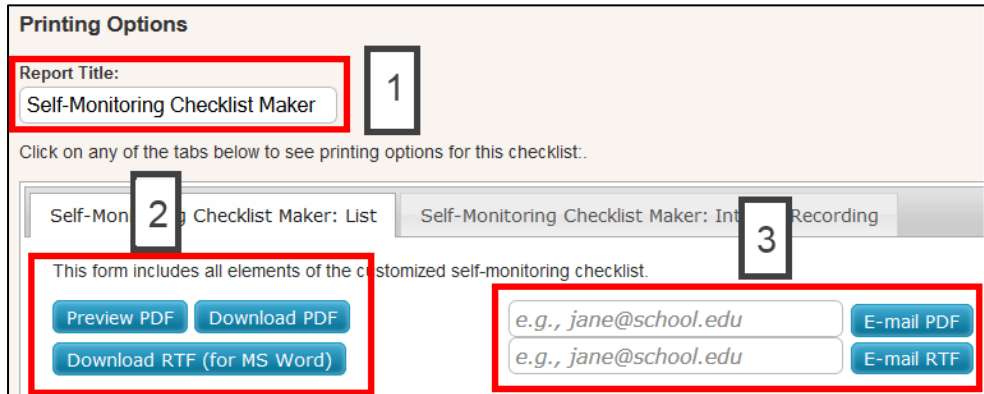 Printing Options
Report Title:
Self-Monitoring Checklist Maker
1
Click on any of the tabs below to see printing options for this checklist:.
2
Self-Mon g Checklist Maker: List
Self-Monitoring Checklist Maker: Int Recording
3
This form includes all elements of the customized self-monitoring checklist.
Preview PDF Download PDF
e.g., jane@school.edu E-mail PDF
Download RTF (for MS Word)
e.g., jane@school.edu E-mail RTF